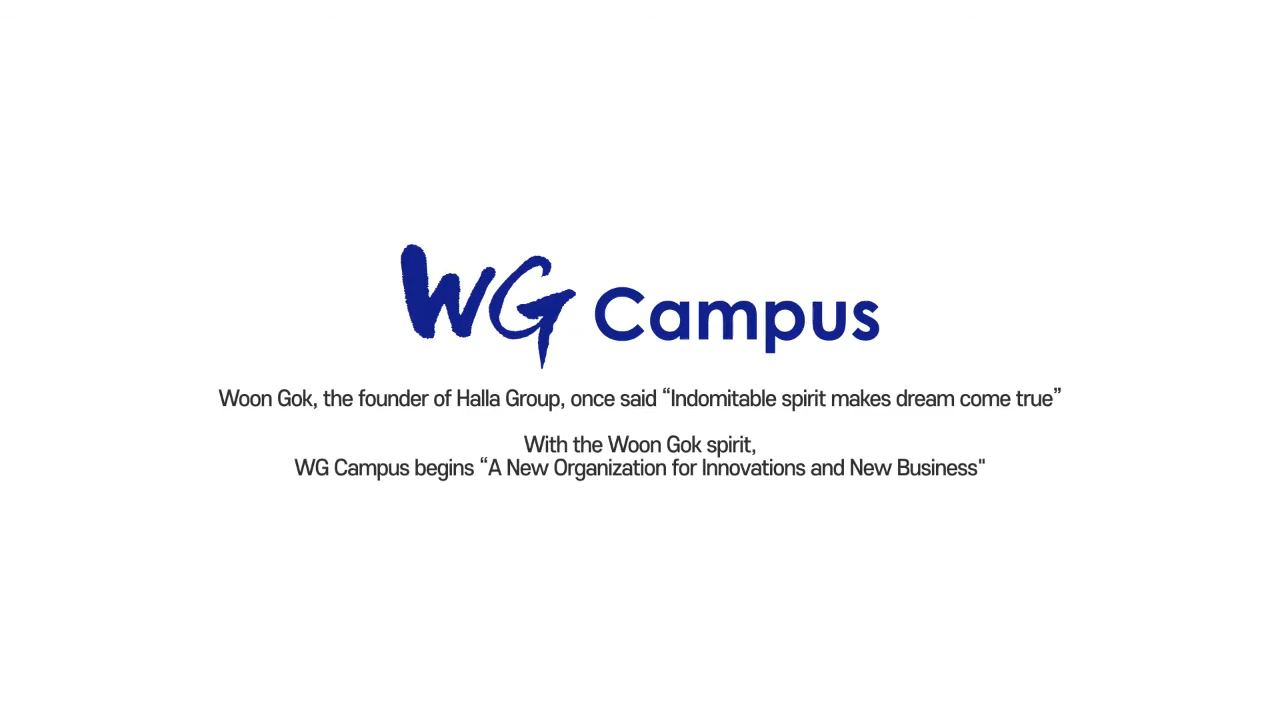 WG Campus
Woon Gok, the founder of Halla Group, once said “Indomitable spirit makes dream come true”
With the Woon Gok spirit,
WG Campus begins “A New Organization for Innovations and New Business"